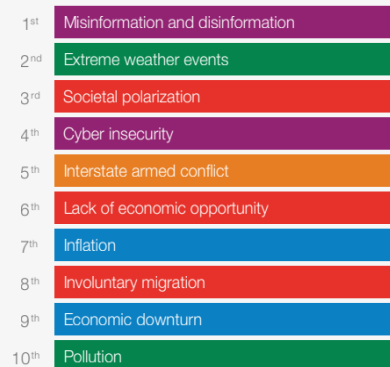 1st Misinformation and disinformation
2nd Extreme weather events
3rd Societal polarization
4th Cyber insecurity
5th Interstate armed conflict
6th Lack of economic opportunity
7th Inflation
8th Involuntary migration
9th Economic downturn
10th Pollution